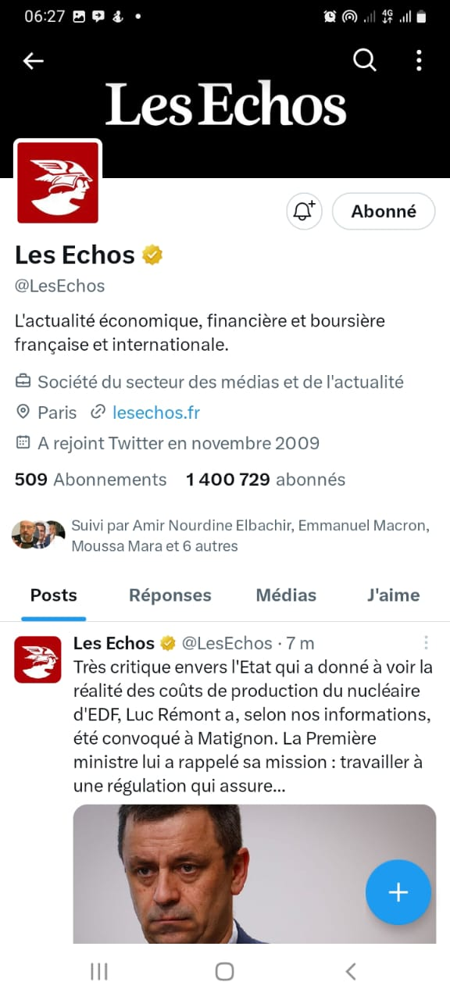 06:27
4G
Les Echos
Abonné
Les Echos
@LesEchos
L'actualité économique, financière et boursière
française et internationale.
Société du secteur des médias et de l'actualité
Paris lesechos.fr
A rejoint Twitter en novembre 2009
509 Abonnements 1 400 729 abonnés
Suivi par Amir Nourdine Elbachir, Emmanuel Macron,
Moussa Mara et 6 autres
Posts Réponses Médias J'aime
Les Echos @LesEchos · 7 m
Très critique envers l'Etat qui a donné à voir la
réalité des coûts de production du nucléaire
d'EDF, Luc Rémont a, selon nos informations,
été convoqué à Matignon. La Première
ministre lui a rappelé sa mission : travailler à
une régulation qui assure...